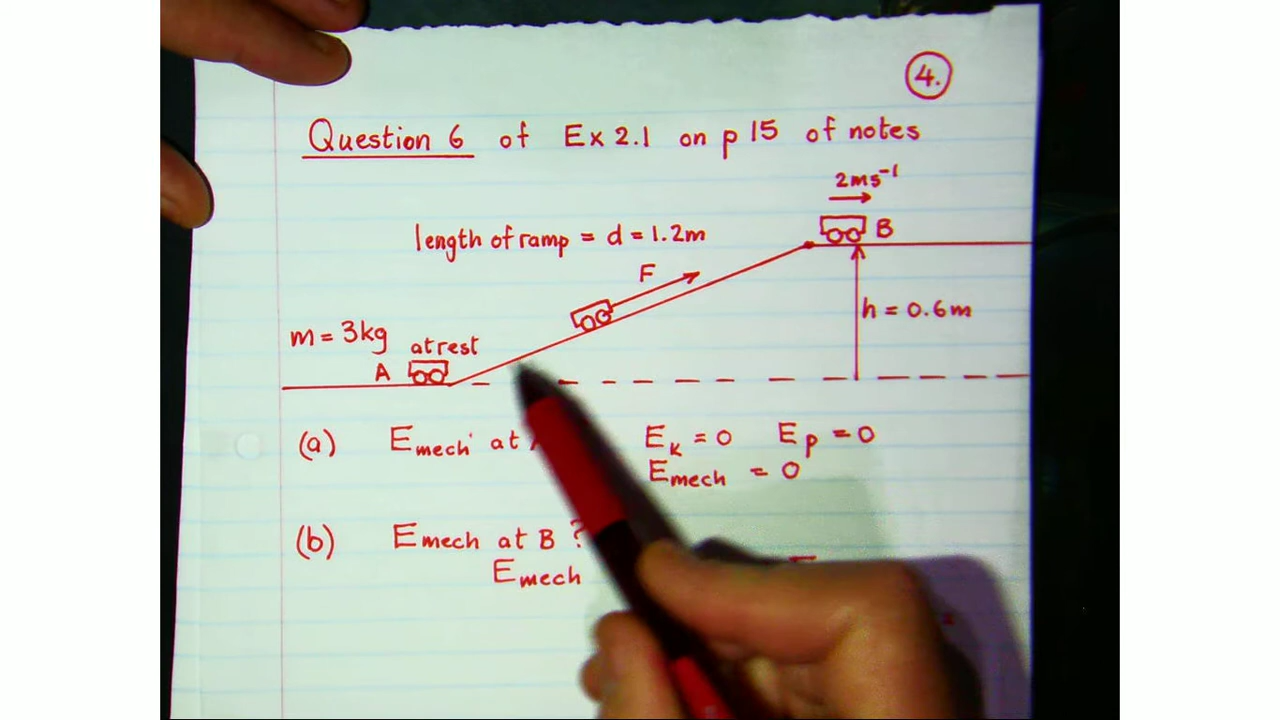 4.
Question 6 of Ex 2.1 on p 15 of notes
2ms⁻¹
B
length of ramp = d = 1.2m
F
h = 0.6m
m = 3kg
at rest
A
(a) Emech at Eₖ = 0 Eₚ = 0
Emech = 0
(b) Emech at B ?
Emech